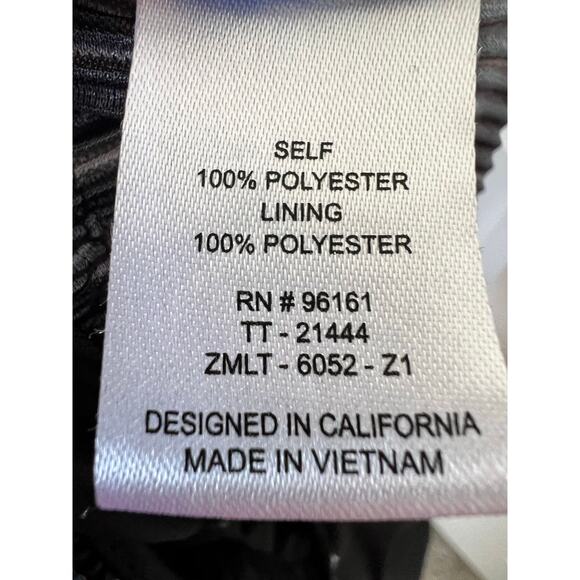 SELF
100% POLYESTER
LINING
100% POLYESTER
RN # 96161
TT - 21444
ZMLT - 6052 - Z1
DESIGNED IN CALIFORNIA
MADE IN VIETNAM